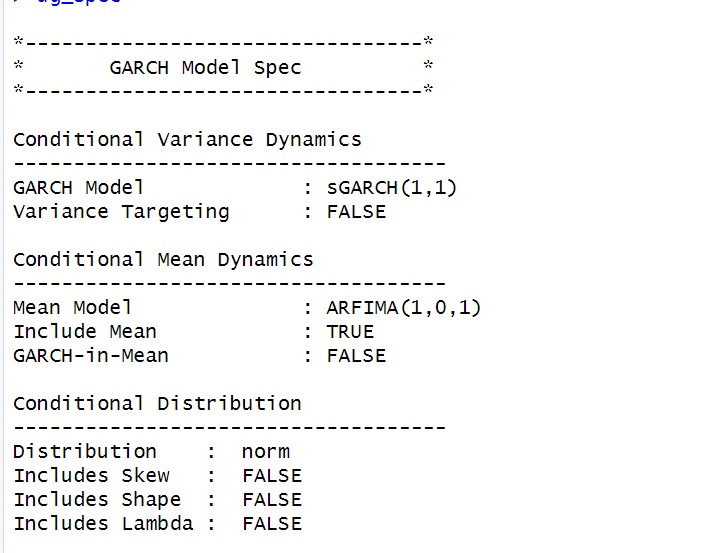 > ug_spec
*---------------------------------*
*       GARCH Model Spec          *
*---------------------------------*
Conditional Variance Dynamics
------------------------------------
GARCH Model             : sGARCH(1,1)
Variance Targeting      : FALSE
Conditional Mean Dynamics
------------------------------------
Mean Model              : ARFIMA(1,0,1)
Include Mean            : TRUE
GARCH-in-Mean           : FALSE
Conditional Distribution
------------------------------------
Distribution    :  norm
Includes Skew   :  FALSE
Includes Shape  :  FALSE
Includes Lambda :  FALSE